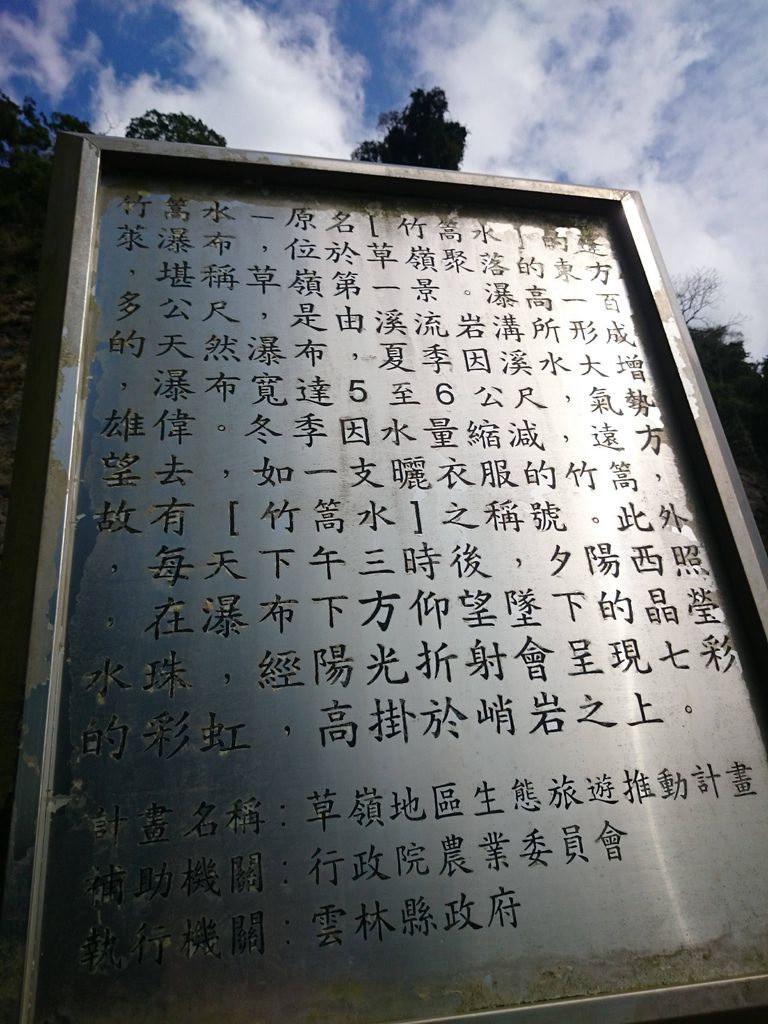 竹篙水一原名[竹篙水]的蓬
萊瀑布,位於草嶺聚落的東方
,堪稱草嶺第一景。瀑高一百
多公尺,是由溪流岩溝所形成
的天然瀑布,夏季因溪水大增
,瀑布寬達5至6公尺,氣勢
雄偉。冬季因水量縮減,遠方
望去,如一支曬衣服的竹篙,
故有[竹篙水]之稱號。此外
,每天下午三時後,夕陽西照
,在瀑布下方仰望墜下的晶瑩
水珠,經陽光折射會呈現七彩
的彩虹,高掛於峭岩之上。
計畫名稱:草嶺地區生態旅遊推動計畫
補助機關:行政院農業委員會
執行機關:雲林縣政府